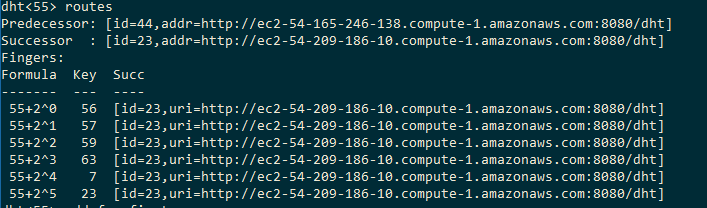 dht<55> routes
Predecessor: [id=44,addr=http://ec2-54-165-246-138.compute-1.amazonaws.com:8080/dht]
Successor  : [id=23,addr=http://ec2-54-209-186-10.compute-1.amazonaws.com:8080/dht]
Fingers:
Formula  Key  Succ
-------  ---  ----
55+2^0   56  [id=23,uri=http://ec2-54-209-186-10.compute-1.amazonaws.com:8080/dht]
55+2^1   57  [id=23,uri=http://ec2-54-209-186-10.compute-1.amazonaws.com:8080/dht]
55+2^2   59  [id=23,uri=http://ec2-54-209-186-10.compute-1.amazonaws.com:8080/dht]
55+2^3   63  [id=23,uri=http://ec2-54-209-186-10.compute-1.amazonaws.com:8080/dht]
55+2^4    7  [id=23,uri=http://ec2-54-209-186-10.compute-1.amazonaws.com:8080/dht]
55+2^5   23  [id=23,uri=http://ec2-54-209-186-10.compute-1.amazonaws.com:8080/dht]